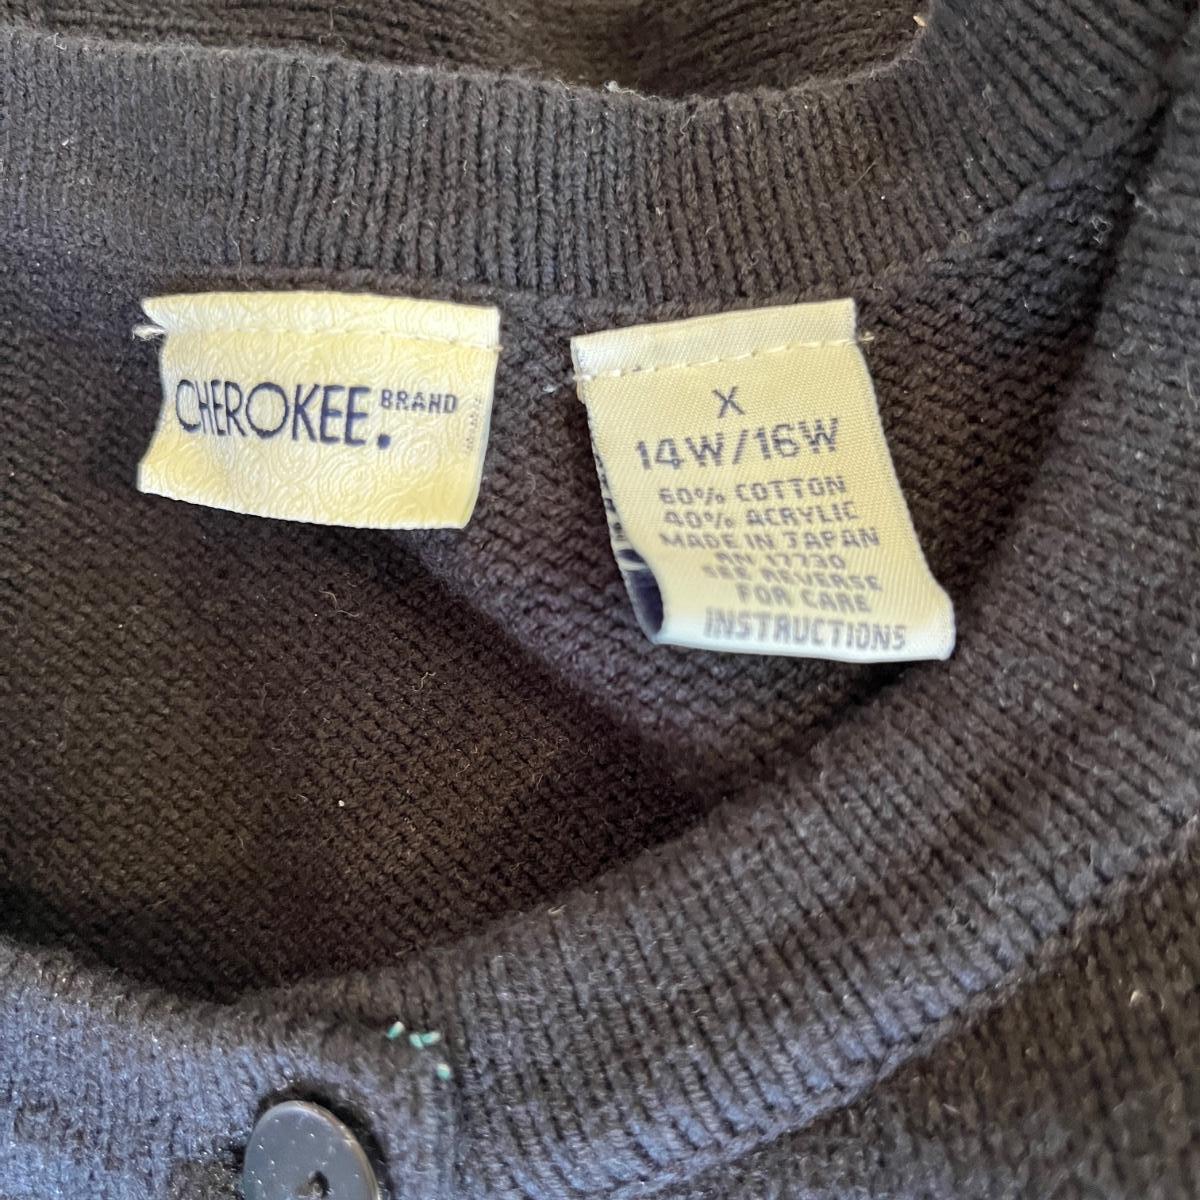 CHEROKEE. BRAND
X
14W/16W
60% COTTON
40% ACRYLIC
MADE IN JAPAN
RN 17730
SEE REVERSE
FOR CARE
INSTRUCTIONS